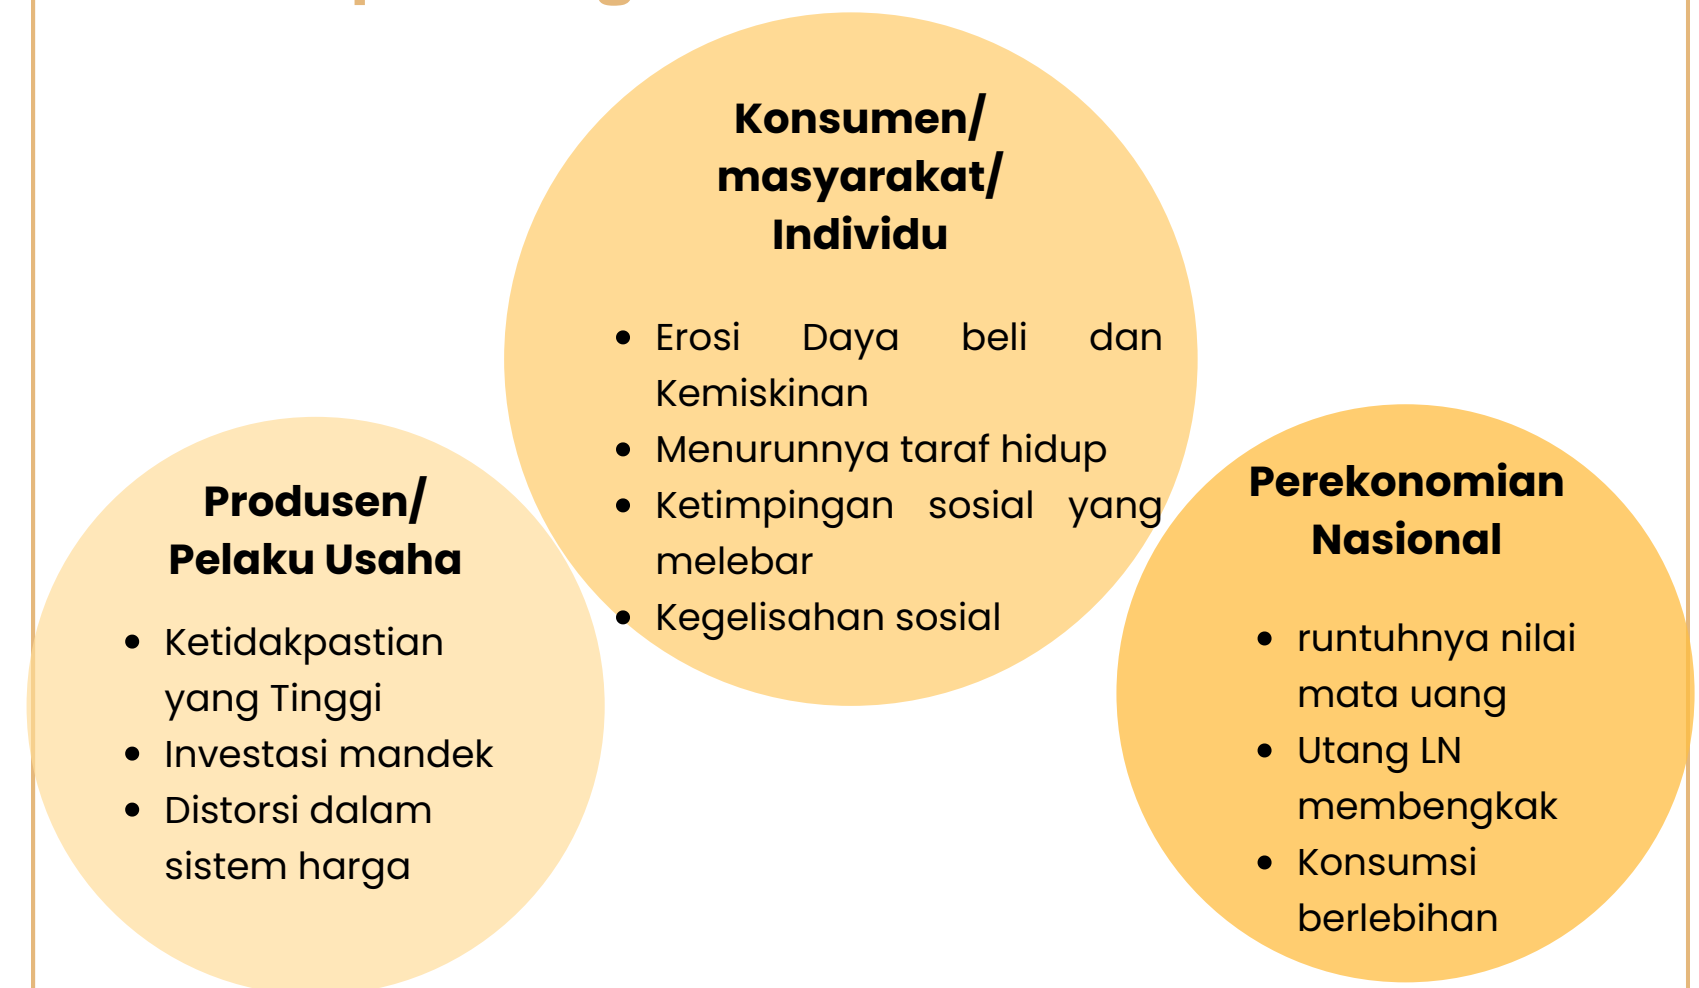 Konsumen/
masyarakat/
Individu
• Erosi Daya beli dan
Kemiskinan
• Menurunnya taraf hidup
• Ketimpingan sosial yang
melebar
• Kegelisahan sosial
Produsen/
Pelaku Usaha
• Ketidakpastian
yang Tinggi
• Investasi mandek
• Distorsi dalam
sistem harga
Perekonomian
Nasional
• runtuhnya nilai
mata uang
• Utang LN
membengkak
• Konsumsi
berlebihan